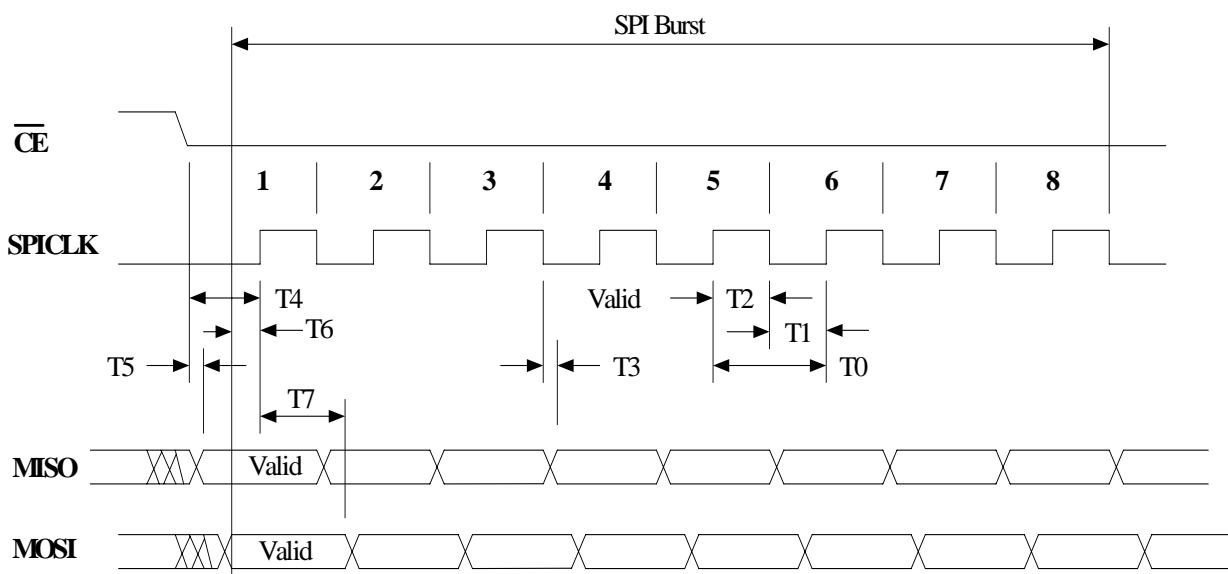 SPI Burst
CE
1 2 3 4 5 6 7 8
SPICLK
T4 Valid T2
T6 T1
T5 T3 T0
T7
MISO Valid
MOSI Valid